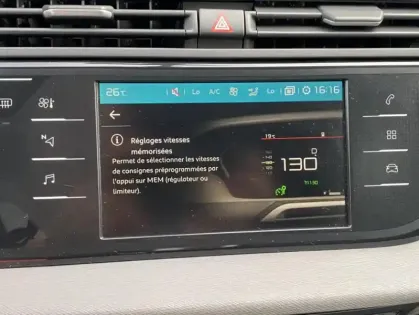 26°C Lo A/C Lo 16:16
Réglages vitesses
mémorisées
Permet de sélectionner les vitesses
de consignes préprogrammées par
l'appui sur MEM (régulateur ou
limiteur).
19°C
130
N